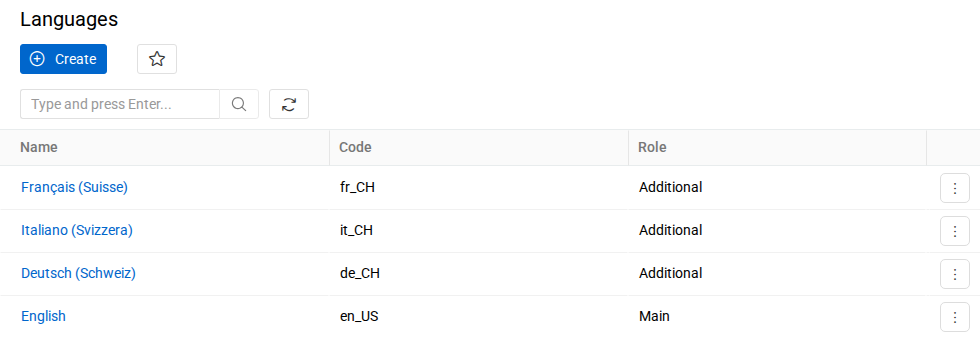 Languages
Create
Type and press Enter...
Name Code Role
Français (Suisse) fr_CH Additional
Italiano (Svizzera) it_CH Additional
Deutsch (Schweiz) de_CH Additional
English en_US Main